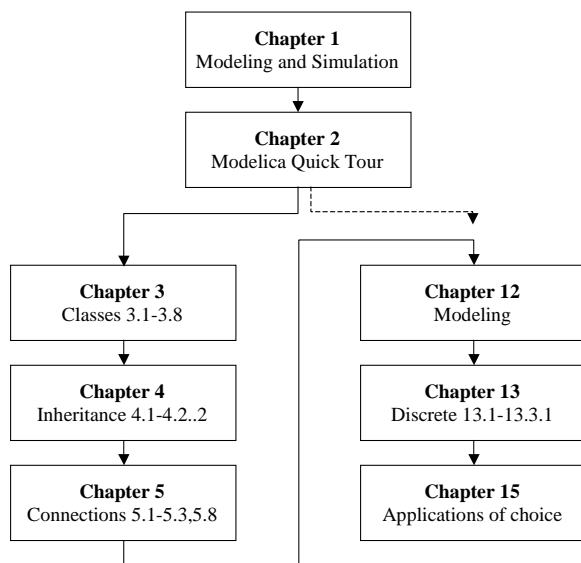 Chapter 1
Modeling and Simulation
Chapter 2
Modelica Quick Tour
Chapter 3
Classes 3.1-3.8
Chapter 4
Inheritance 4.1-4.2..2
Chapter 5
Connections 5.1-5.3,5.8
Chapter 12
Modeling
Chapter 13
Discrete 13.1-13.3.1
Chapter 15
Applications of choice